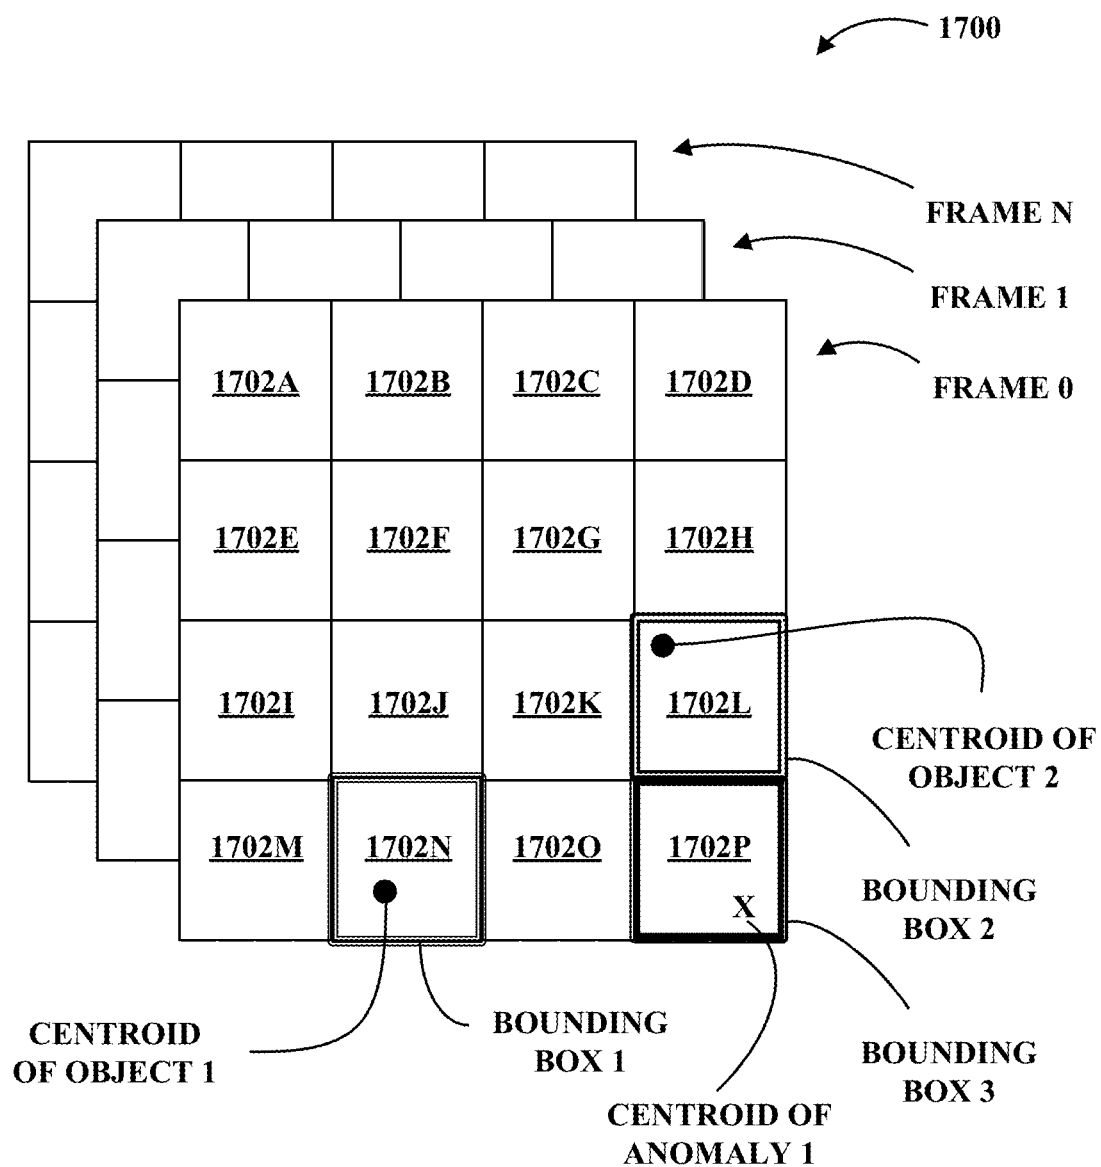 1700
FRAME N
FRAME 1
FRAME 0
1702A 1702B 1702C 1702D
1702E 1702F 1702G 1702H
1702I 1702J 1702K 1702L
CENTROID OF
OBJECT 2
1702M 1702N 1702O 1702P
X
BOUNDING
BOX 2
CENTROID
OF OBJECT 1
BOUNDING
BOX 1
BOUNDING
BOX 3
CENTROID OF
ANOMALY 1